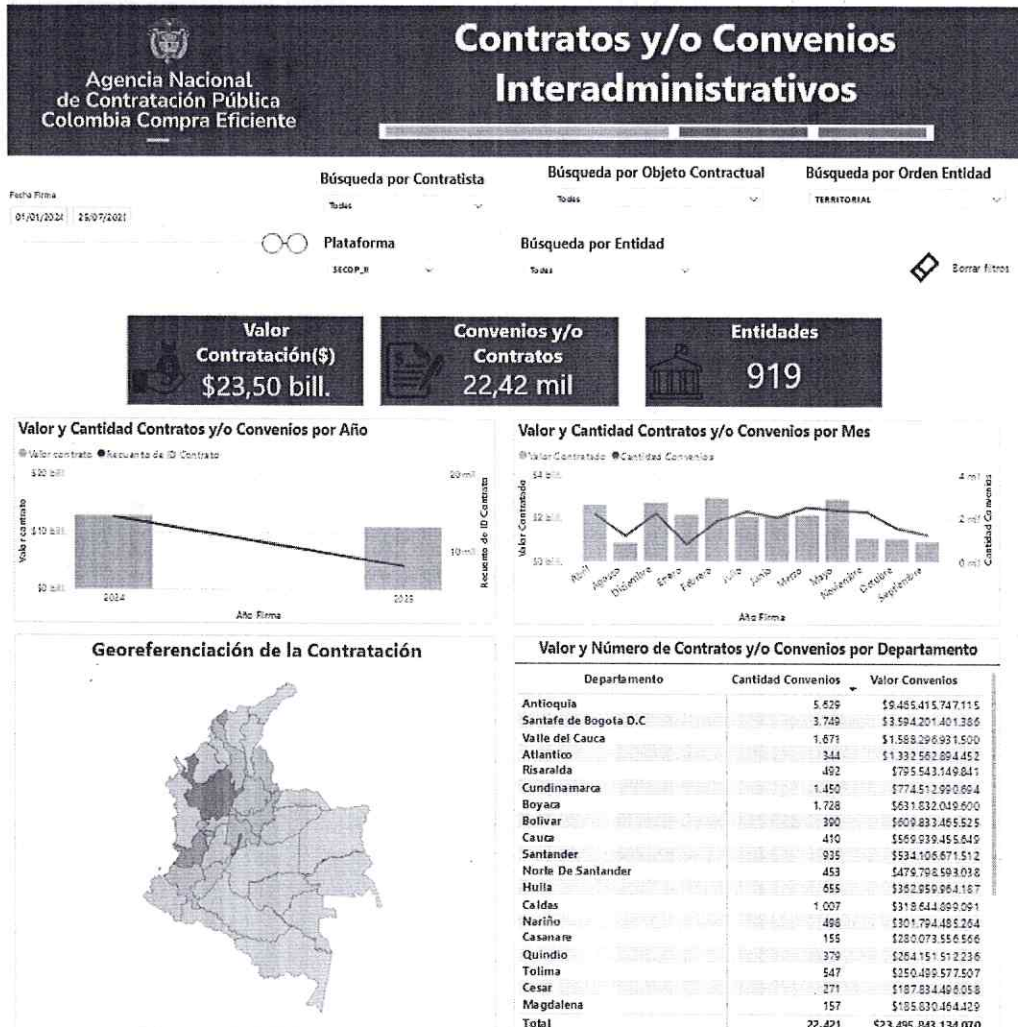 Agencia Nacional
de Contratación Pública
Colombia Compra Eficiente
Contratos y/o Convenios
Interadministrativos
Fecha Firma
Búsqueda por Contratista
Todas
Búsqueda por Objeto Contractual
Todas
Búsqueda por Orden Entidad
TERRITORIAL
Plataforma
SECOP_II
Búsqueda por Entidad
Todas
Borrar filtros
Valor
Contratación($)
$23,50 bill.
Convenios y/o
Contratos
22,42 mil
Entidades
919
Valor y Cantidad Contratos y/o Convenios por Año
Valor contrato Recuento de ID Contrato
$20 bill.
$10 bill.
$0 bill.
20 mil
10 mil
Valor contrato
Recuento de ID Contrato
2024 2025
Año Firma
Valor y Cantidad Contratos y/o Convenios por Mes
Valor Contratado Cantidad Convenios
$4 bill.
$2 bill.
$0 bill.
4 mil
2 mil
0 mil
Valor Contratado
Cantidad Convenios
Abril Agosto Diciembre Enero Febrero Julio Junio Marzo Mayo Noviembre Octubre Septiembre
Año Firma
Georeferenciación de la Contratación
Valor y Número de Contratos y/o Convenios por Departamento
Departamento Cantidad Convenios Valor Convenios
Antioquia 5.629 $9.465.415.747.115
Santafe de Bogota D.C 3.749 $3.594.201.401.386
Valle del Cauca 1.671 $1.588.296.931.500
Atlantico 344 $1.332.562.894.452
Risaralda 492 $795.543.149.841
Cundinamarca 1.450 $774.512.990.694
Boyaca 1.728 $631.832.049.600
Bolivar 390 $609.833.465.525
Cauca 410 $569.939.455.649
Santander 935 $534.106.671.512
Norte De Santander 453 $479.798.593.038
Huila 655 $362.959.964.187
Caldas 1.007 $318.644.899.091
Nariño 496 $301.794.485.264
Casanare 155 $280.073.556.566
Quindio 379 $264.151.512.236
Tolima 547 $250.499.577.507
Cesar 271 $187.834.496.058
Magdalena 157 $185.830.464.429
Total 22.421 $23.495.843.134.070